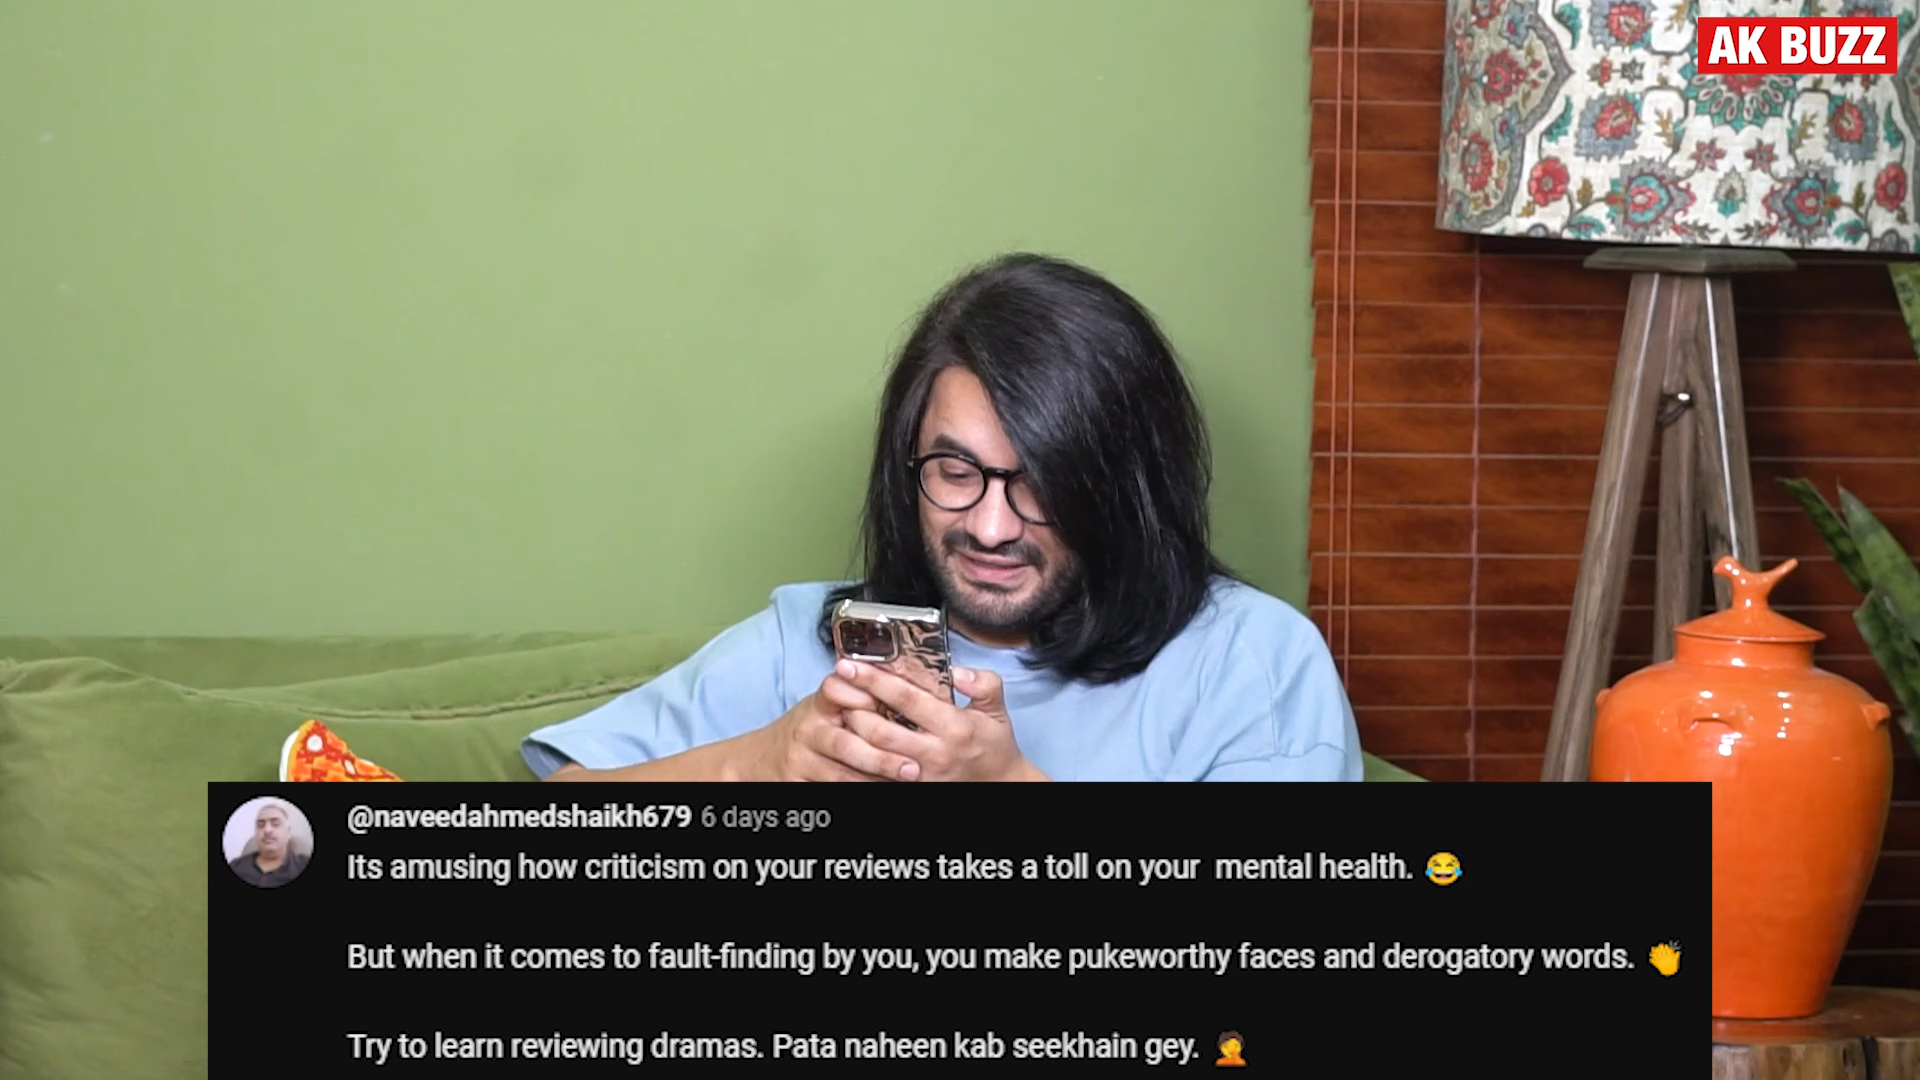 AK BUZZ
@naveedahmedshaikh679 6 days ago
Its amusing how criticism on your reviews takes a toll on your  mental health. 😂
But when it comes to fault-finding by you, you make pukeworthy faces and derogatory words. 👏
Try to learn reviewing dramas. Pata naheen kab seekhain gey. 🤦